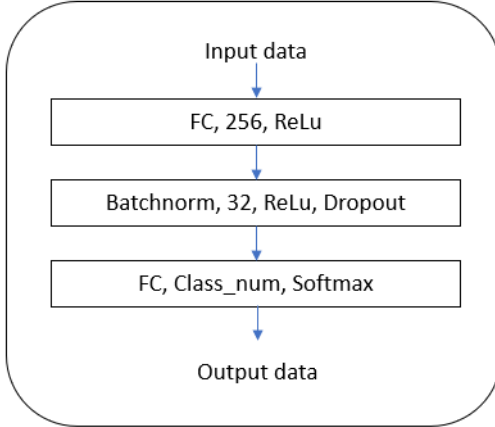 Input data
FC, 256, ReLu
Batchnorm, 32, ReLu, Dropout
FC, Class_num, Softmax
Output data